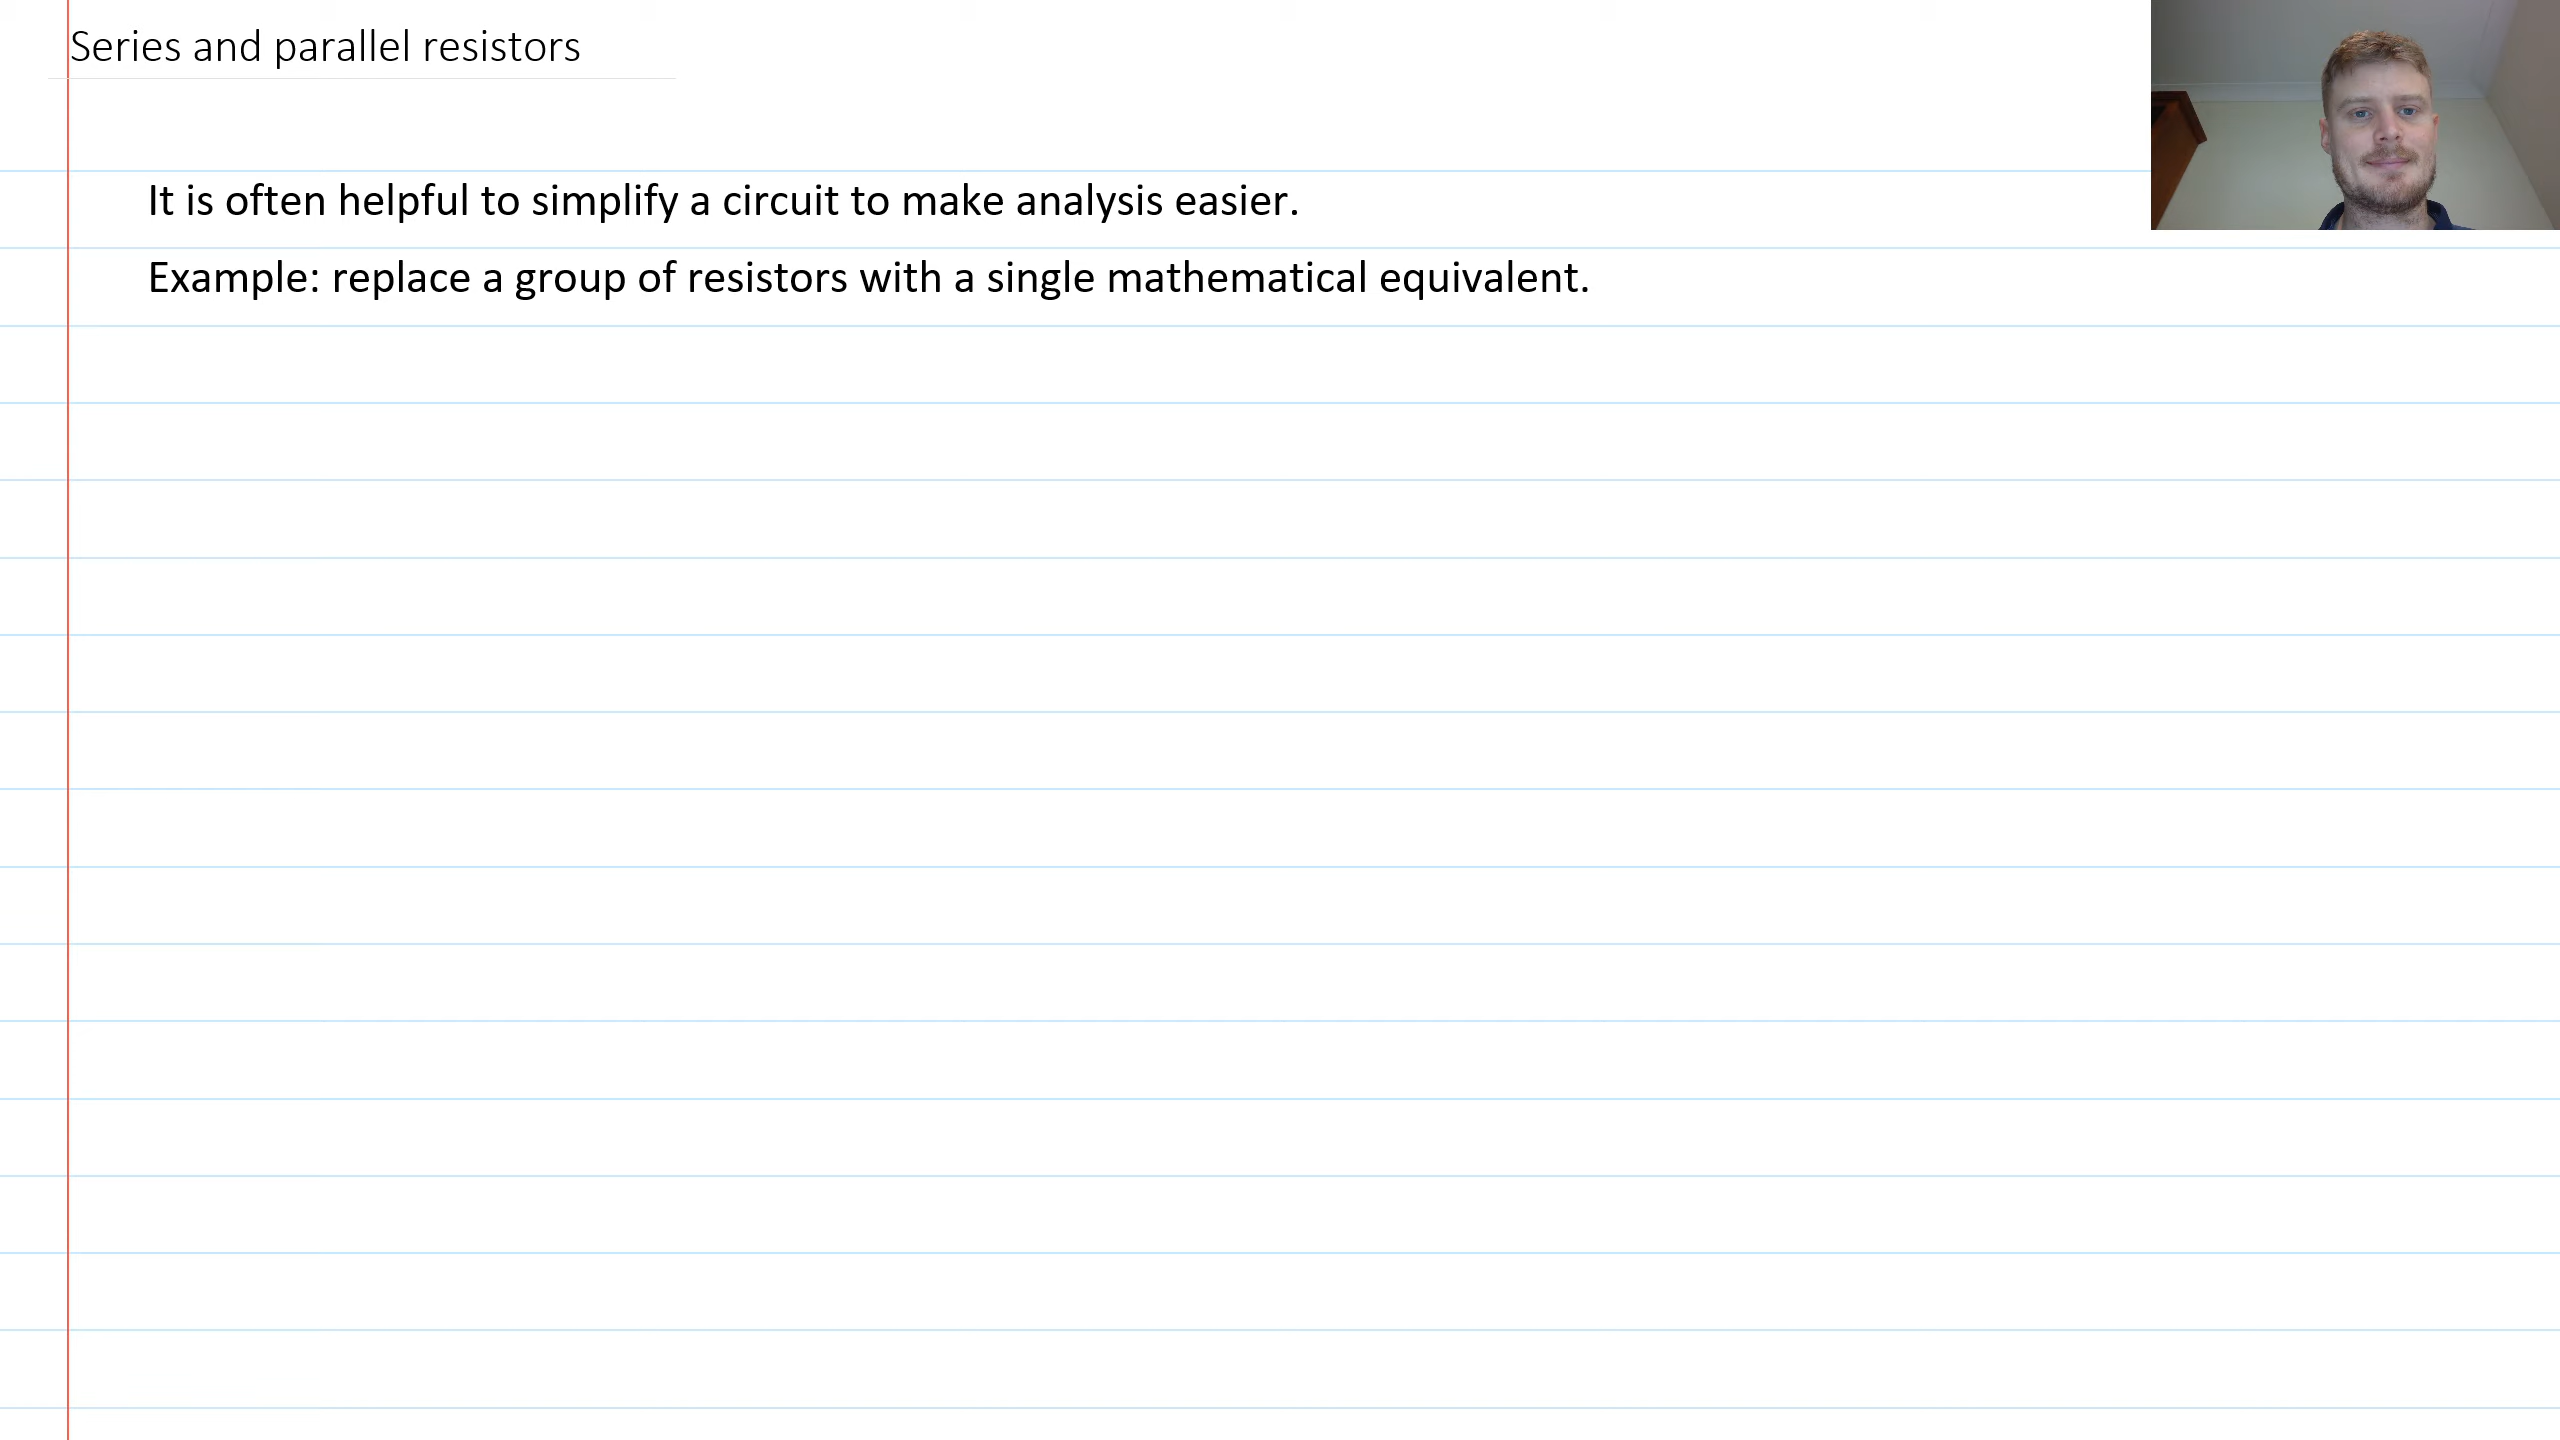 Series and parallel resistors
It is often helpful to simplify a circuit to make analysis easier.
Example: replace a group of resistors with a single mathematical equivalent.